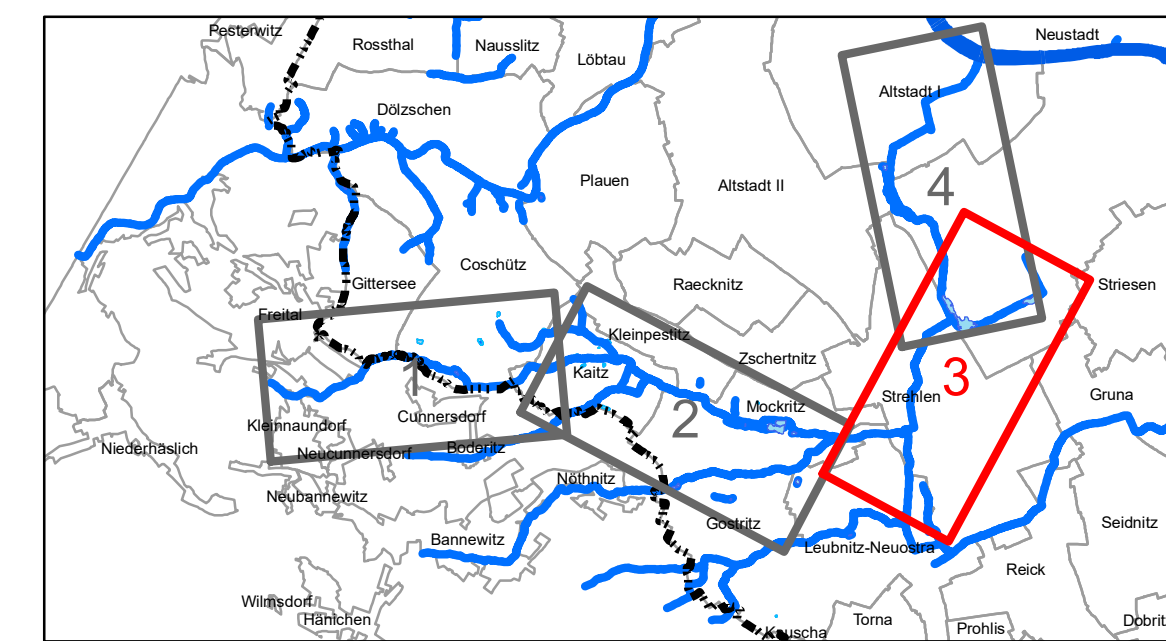 Pesterwitz
Rossthal
Nausslitz
Löbtau
Neustadt
Altstadt I
Dölzschen
Plauen
Altstadt II
4
Coschütz
Gittersee
Raecknitz
Striesen
Freital
Kleinpestitz
Zschertnitz
Kaitz
1
3
Mockritz
Strehlen
Gruna
Cunnersdorf
2
Kleinnaundorf
Niederhäslich
Neucunnersdorf
Boderitz
Nöthnitz
Neubannewitz
Gostritz
Seidnitz
Bannewitz
Leubnitz-Neuostra
Reick
Wilmsdorf
Hänichen
Torna
Prohlis
Dobrit
Kauscha